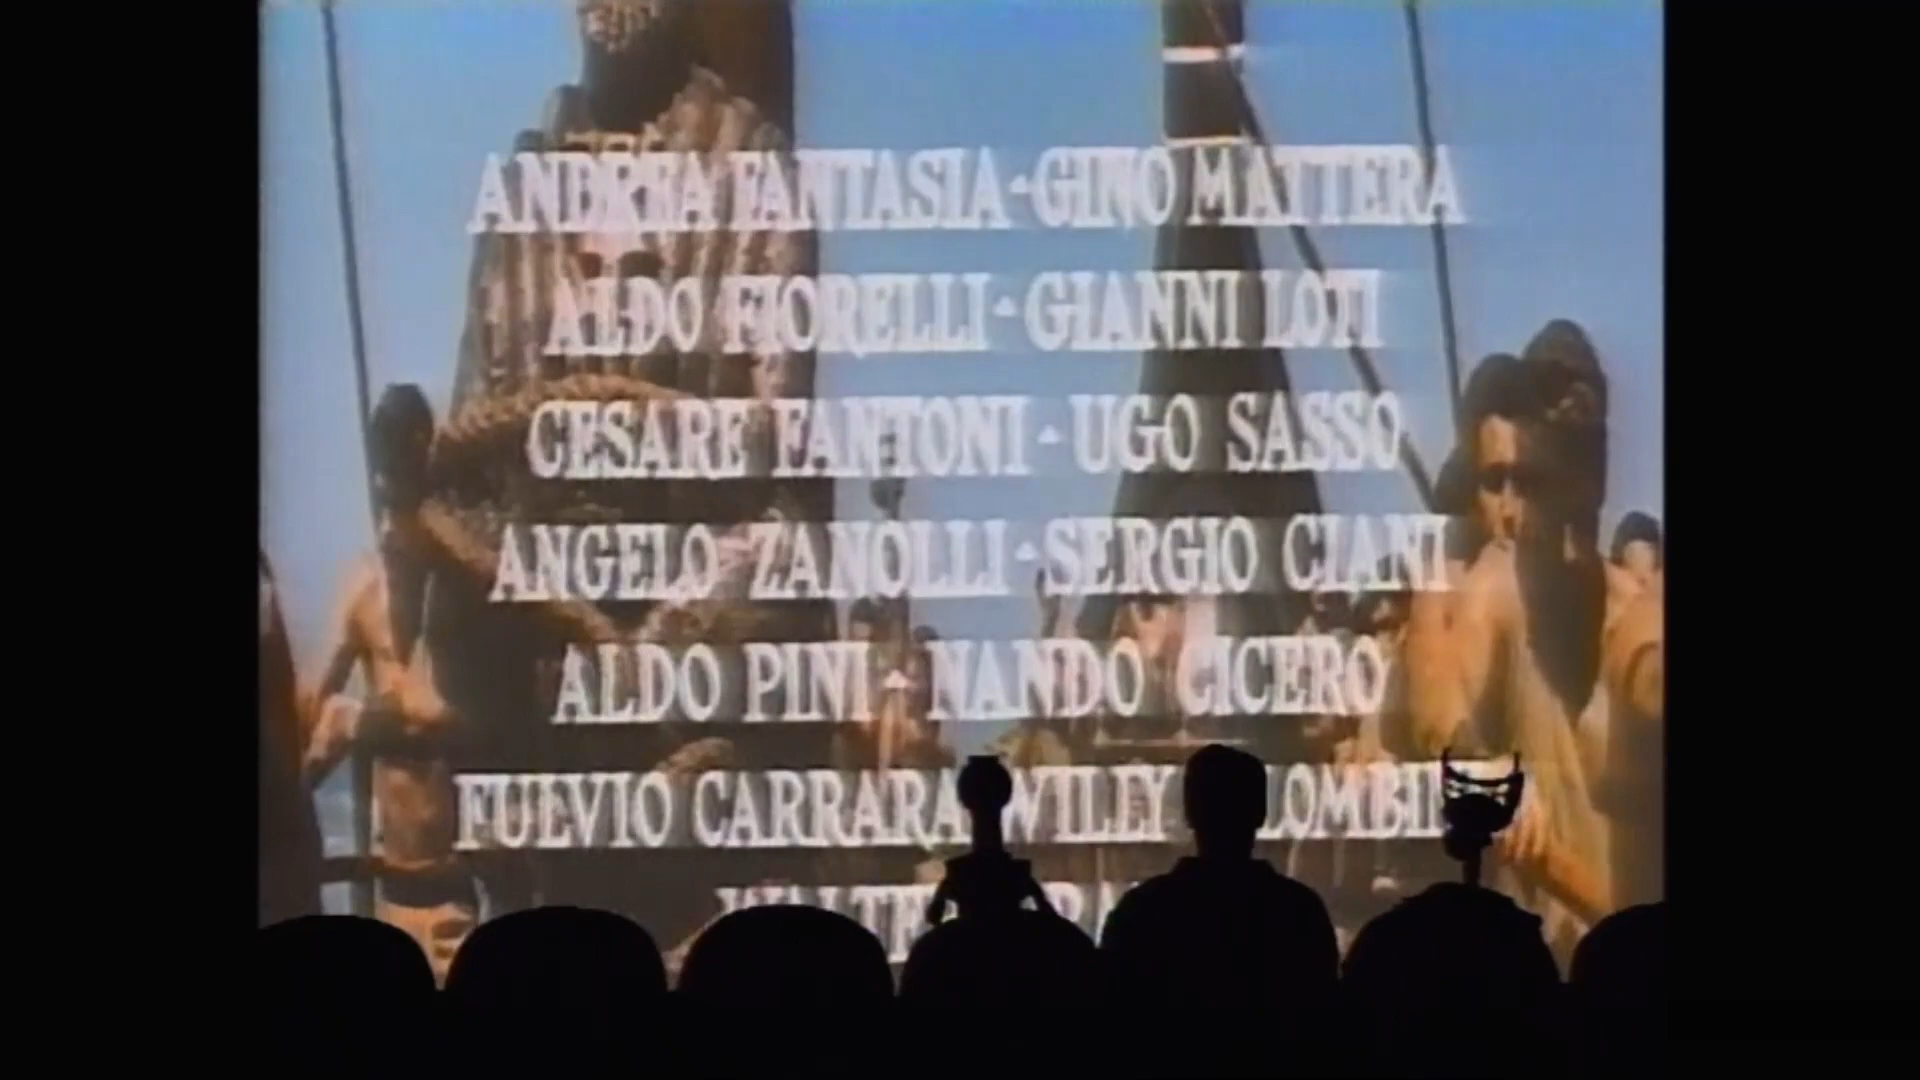 ANDREA FANTASIA-GINO MATTERA
ALDO FIORELLI-GIANNI LOTI
CESARE FANTONI-UGO SASSO
ANGELO ZANOLLI-SERGIO CIANI
ALDO PINI-NANDO CICERO
FULVIO CARRARA WILLY